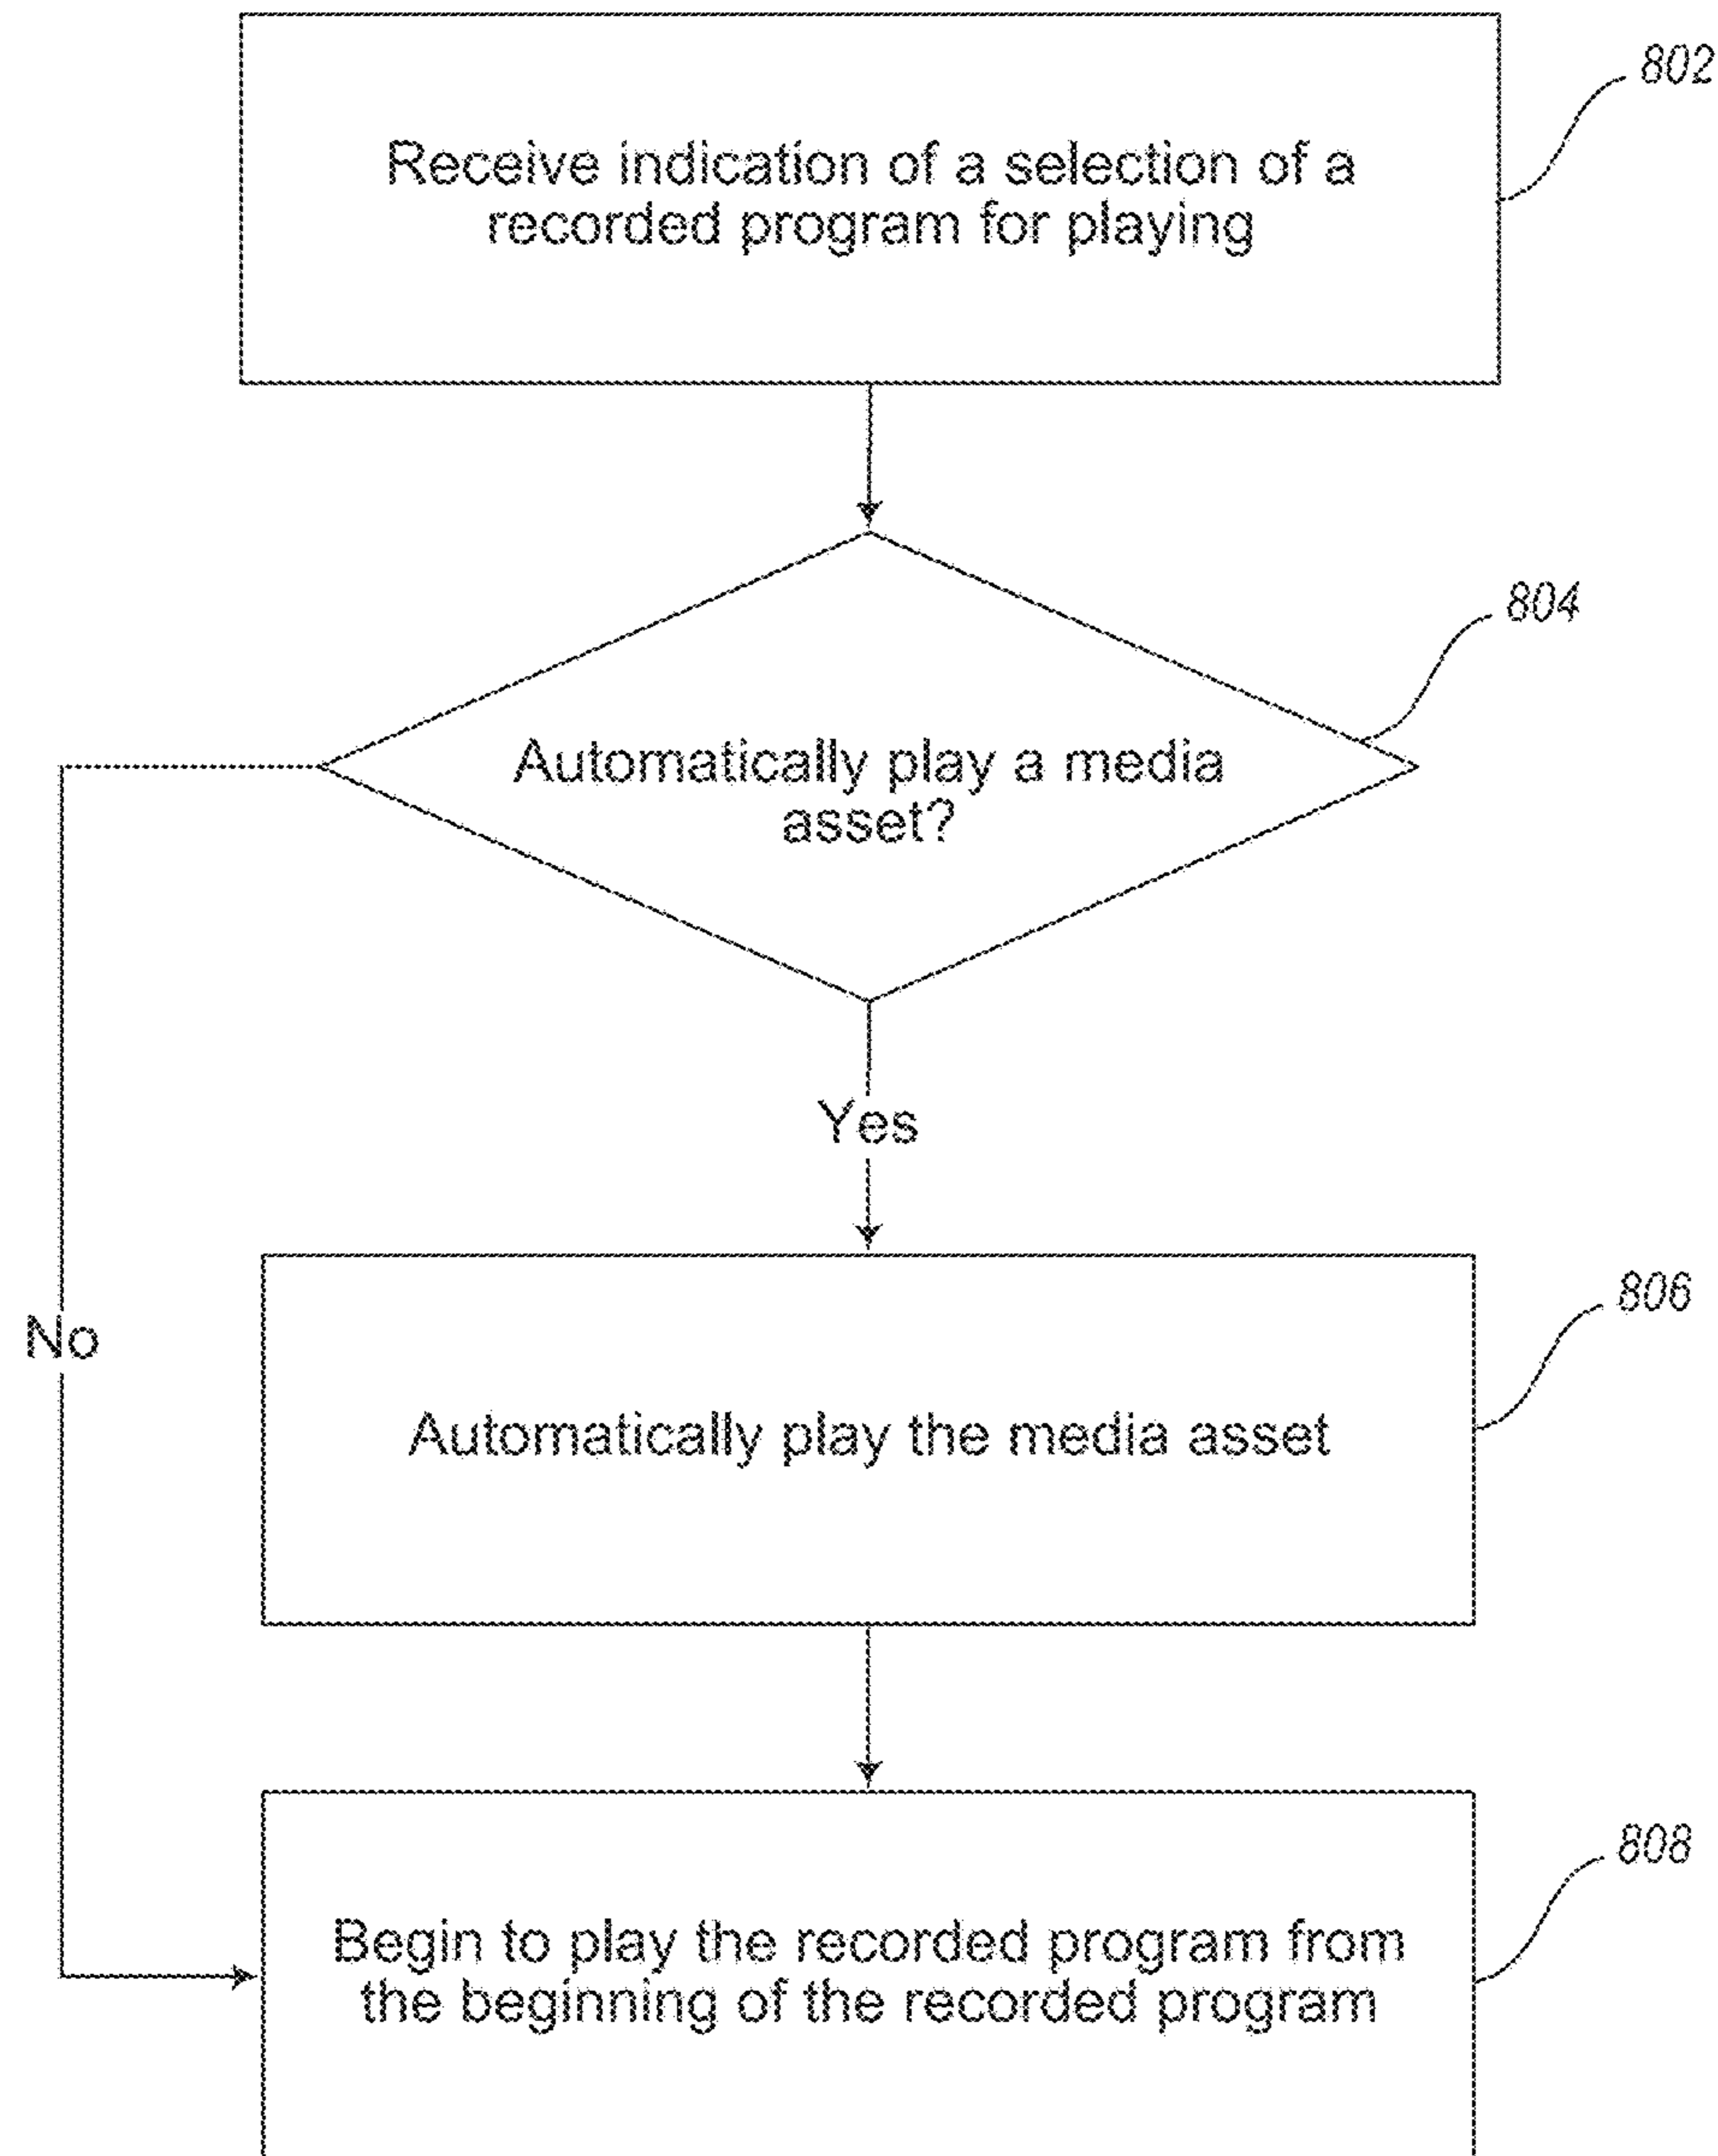 802
Receive indication of a selection of a
recorded program for playing
804
Automatically play a media
asset?
Yes
806
No
Automatically play the media asset
808
Begin to play the recorded program from
the beginning of the recorded program